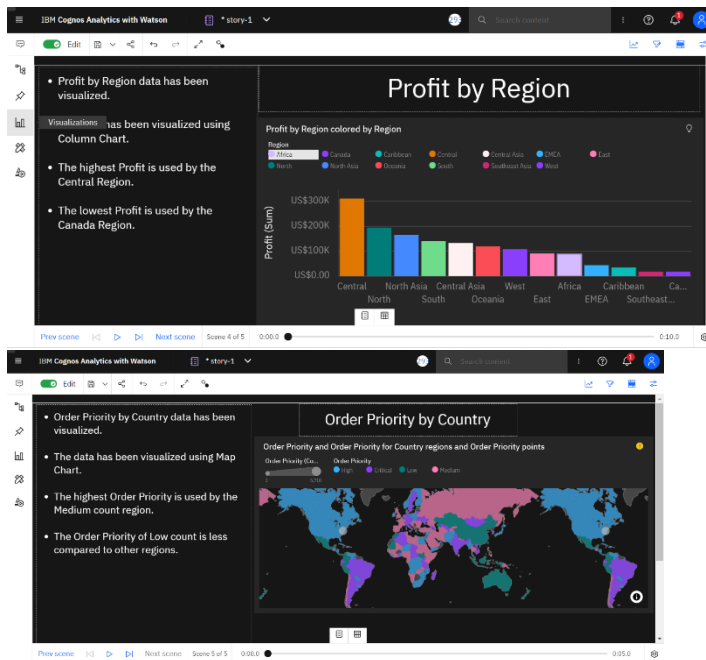 IBM Cognos Analytics with Watson
* story-1
Search content
Edit
• Profit by Region data has been
visualized.
Visualizations
has been visualized using
Column Chart.
• The highest Profit is used by the
Central Region.
• The lowest Profit is used by the
Canada Region.
Profit by Region
Profit by Region colored by Region
Region
Africa Canada Caribbean Central Central Asia EMEA East
North North Asia Oceania South Southeast Asia West
Profit (Sum)
US$300K
US$200K
US$100K
US$0.00
Central North Asia Central Asia West Africa Caribbean Ca...
North South Oceania East EMEA Southeast...
Prev scene Next scene Scene 4 of 5 0:00.0 0:10.0
IBM Cognos Analytics with Watson
* story-1
Search content
Edit
• Order Priority by Country data has been
visualized.
• The data has been visualized using Map
Chart.
• The highest Order Priority is used by the
Medium count region.
• The Order Priority of Low count is less
compared to other regions.
Order Priority by Country
Order Priority and Order Priority for Country regions and Order Priority points
Order Priority (Cou... Order Priority
High Critical Low Medium
Prev scene Next scene Scene 5 of 5 0:00.0 0:05.0